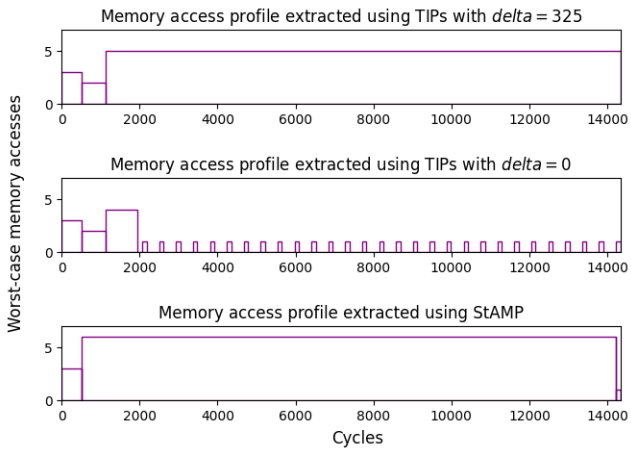 Memory access profile extracted using TIPs with delta = 325
5
0
0 2000 4000 6000 8000 10000 12000 14000
Memory access profile extracted using TIPs with delta = 0
5
0
0 2000 4000 6000 8000 10000 12000 14000
Worst-case memory accesses
Memory access profile extracted using StAMP
5
0
0 2000 4000 6000 8000 10000 12000 14000
Cycles